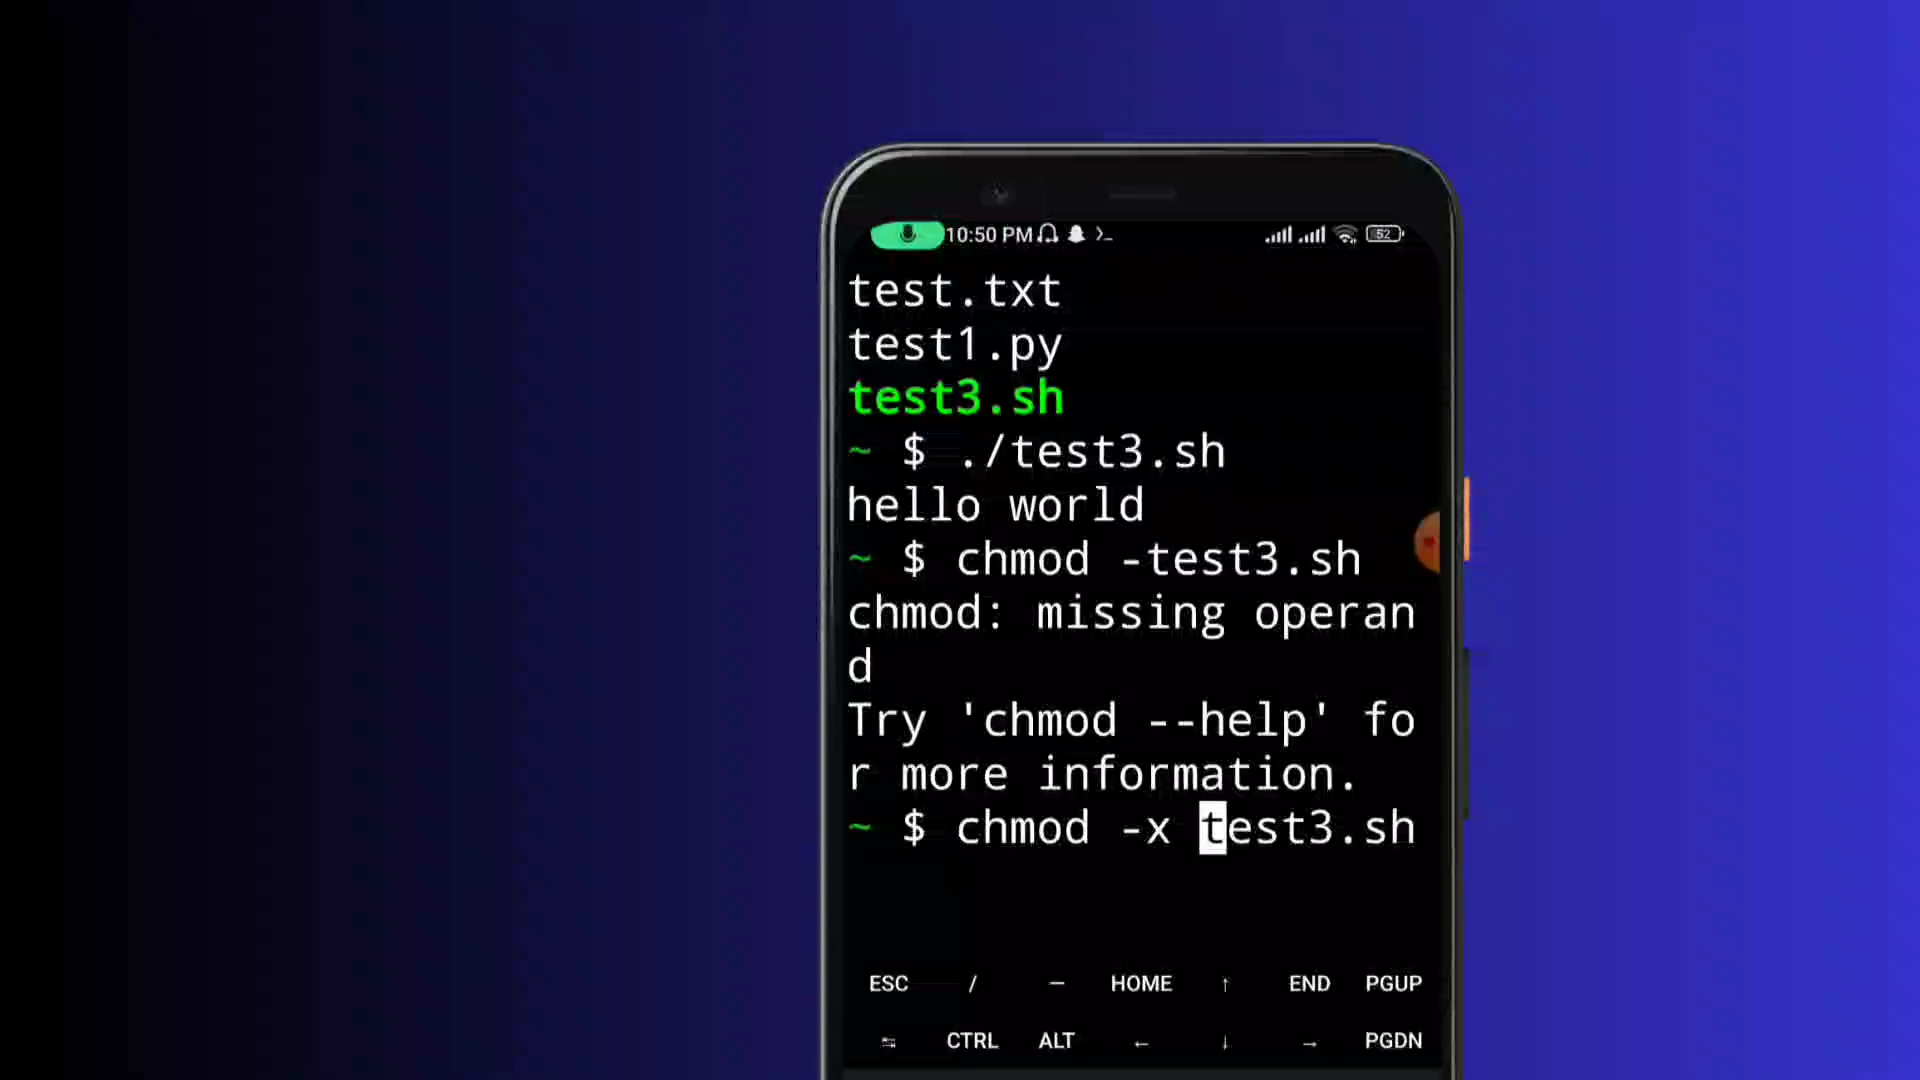 10:50 PM 52
test.txt
test1.py
test3.sh
~ $ ./test3.sh
hello world
~ $ chmod -test3.sh
chmod: missing operan
d
Try 'chmod --help' fo
r more information.
~ $ chmod -x test3.sh
ESC / — HOME ↑ END PGUP
⇆ CTRL ALT ← ↓ → PGDN